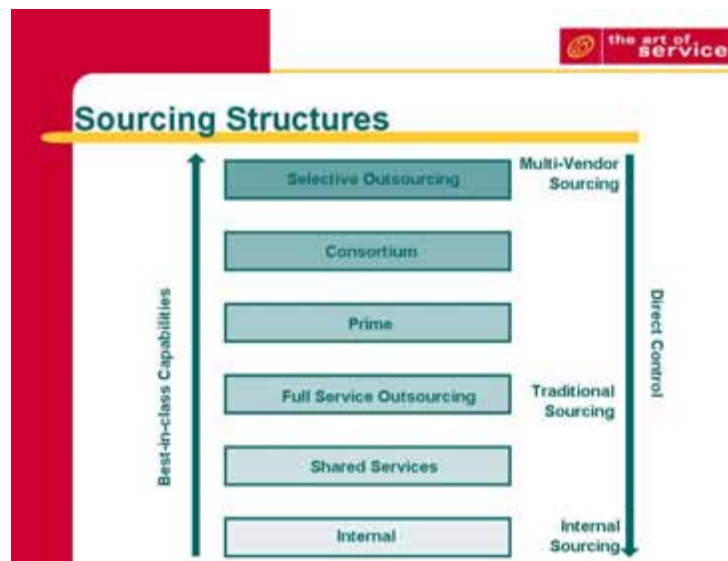 the art of
service
Sourcing Structures
Selective Outsourcing
Multi-Vendor
Sourcing
Consortium
Prime
Full Service Outsourcing
Traditional
Sourcing
Shared Services
Internal
Internal
Sourcing
Best-in-class Capabilities
Direct Control